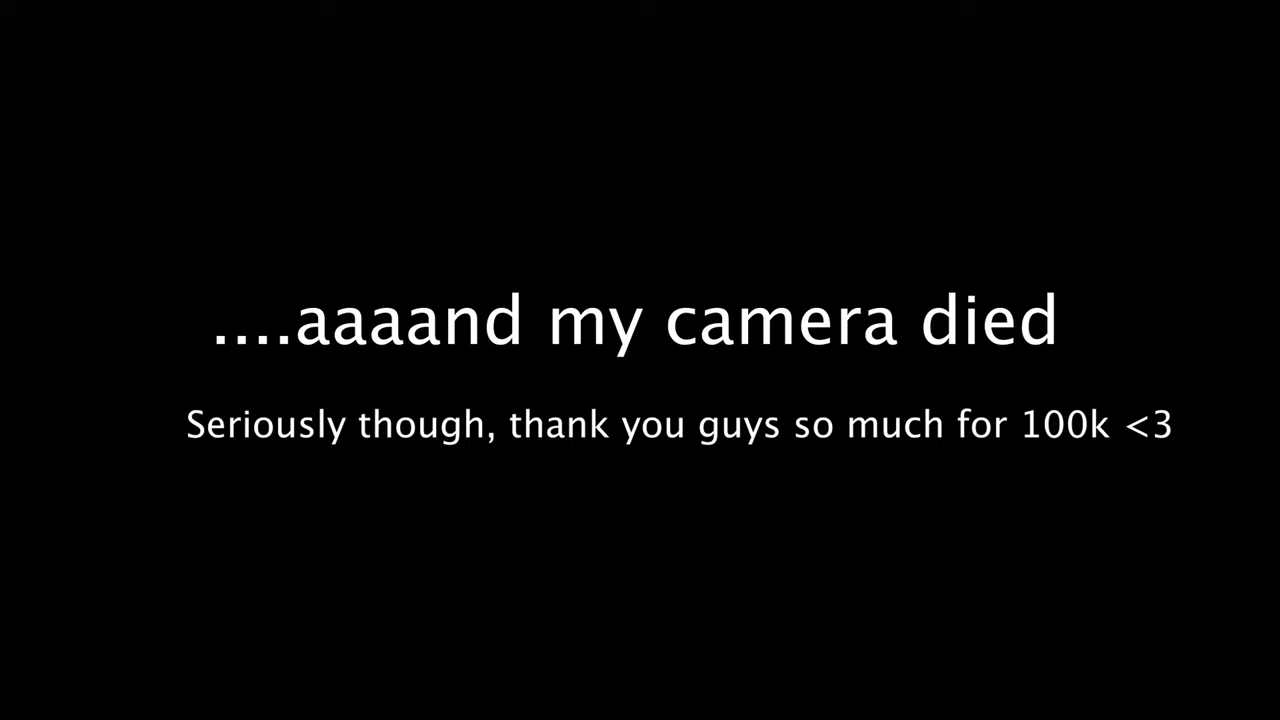 ....aaaand my camera died
Seriously though, thank you guys so much for 100k <3